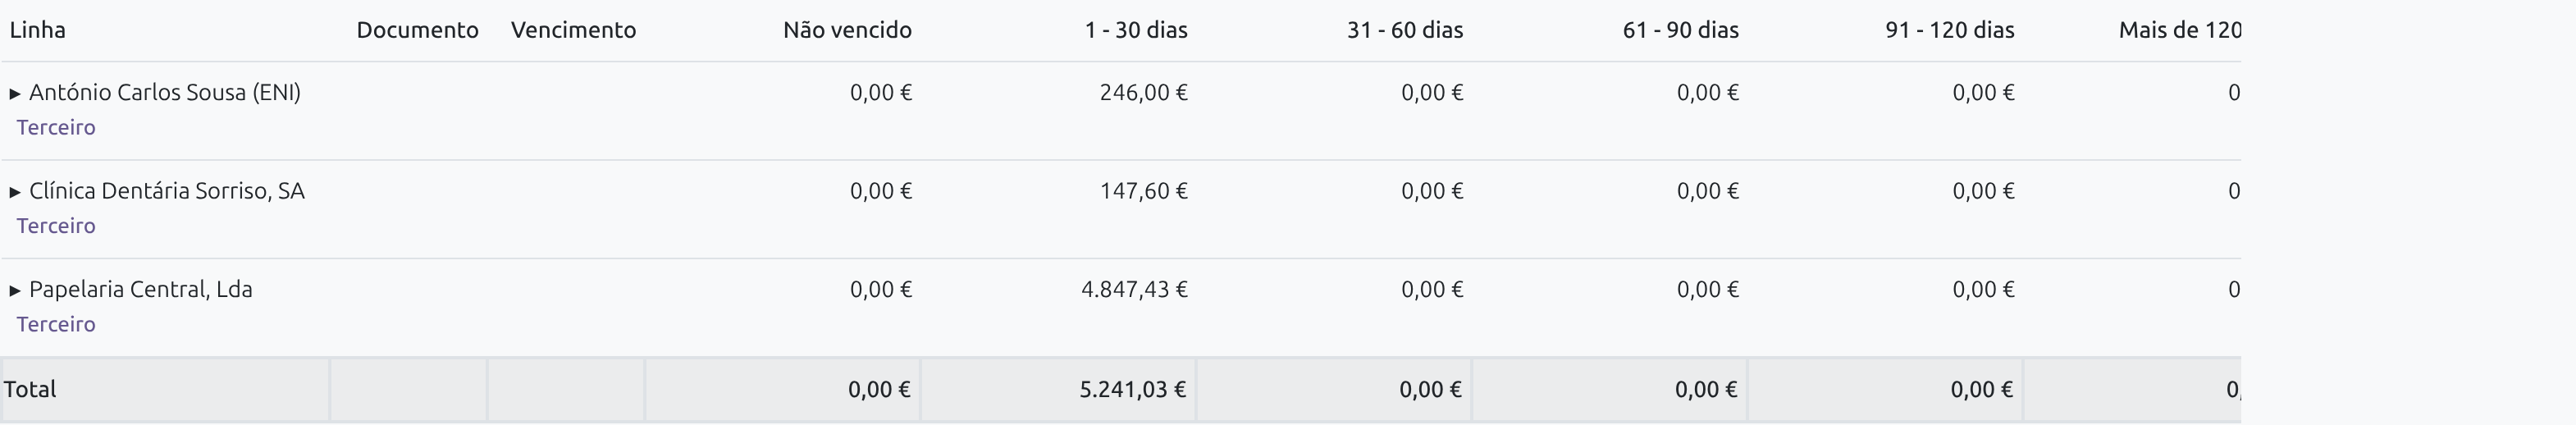 Linha Documento Vencimento Não vencido 1 - 30 dias 31 - 60 dias 61 - 90 dias 91 - 120 dias Mais de 120
▸ António Carlos Sousa (ENI) 0,00 € 246,00 € 0,00 € 0,00 € 0,00 € 0
Terceiro
▸ Clínica Dentária Sorriso, SA 0,00 € 147,60 € 0,00 € 0,00 € 0,00 € 0
Terceiro
▸ Papelaria Central, Lda 0,00 € 4.847,43 € 0,00 € 0,00 € 0,00 € 0
Terceiro
Total 0,00 € 5.241,03 € 0,00 € 0,00 € 0,00 € 0,